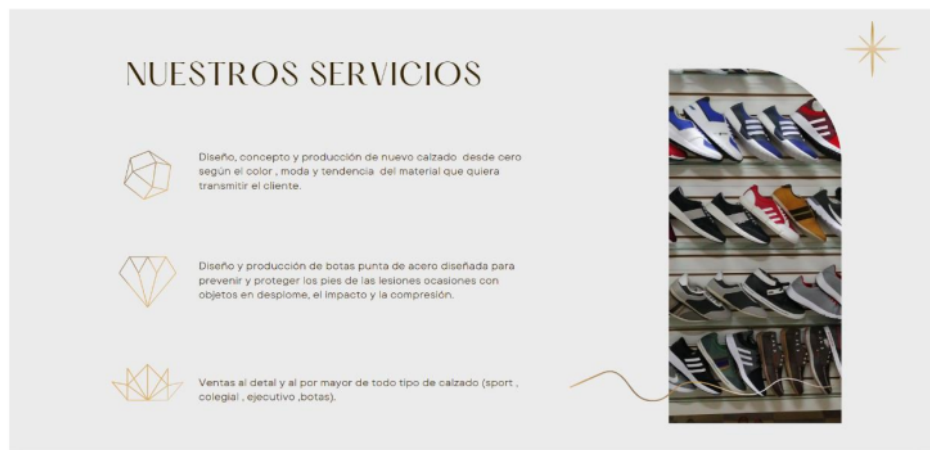 NUESTROS SERVICIOS
Diseño, concepto y producción de nuevo calzado desde cero
según el color , moda y tendencia del material que quiera
transmitir el cliente.
Diseño y producción de botas punta de acero diseñada para
prevenir y proteger los pies de las lesiones ocasiones con
objetos en desplome, el impacto y la compresión.
Ventas al detal y al por mayor de todo tipo de calzado (sport ,
colegial , ejecutivo ,botas).